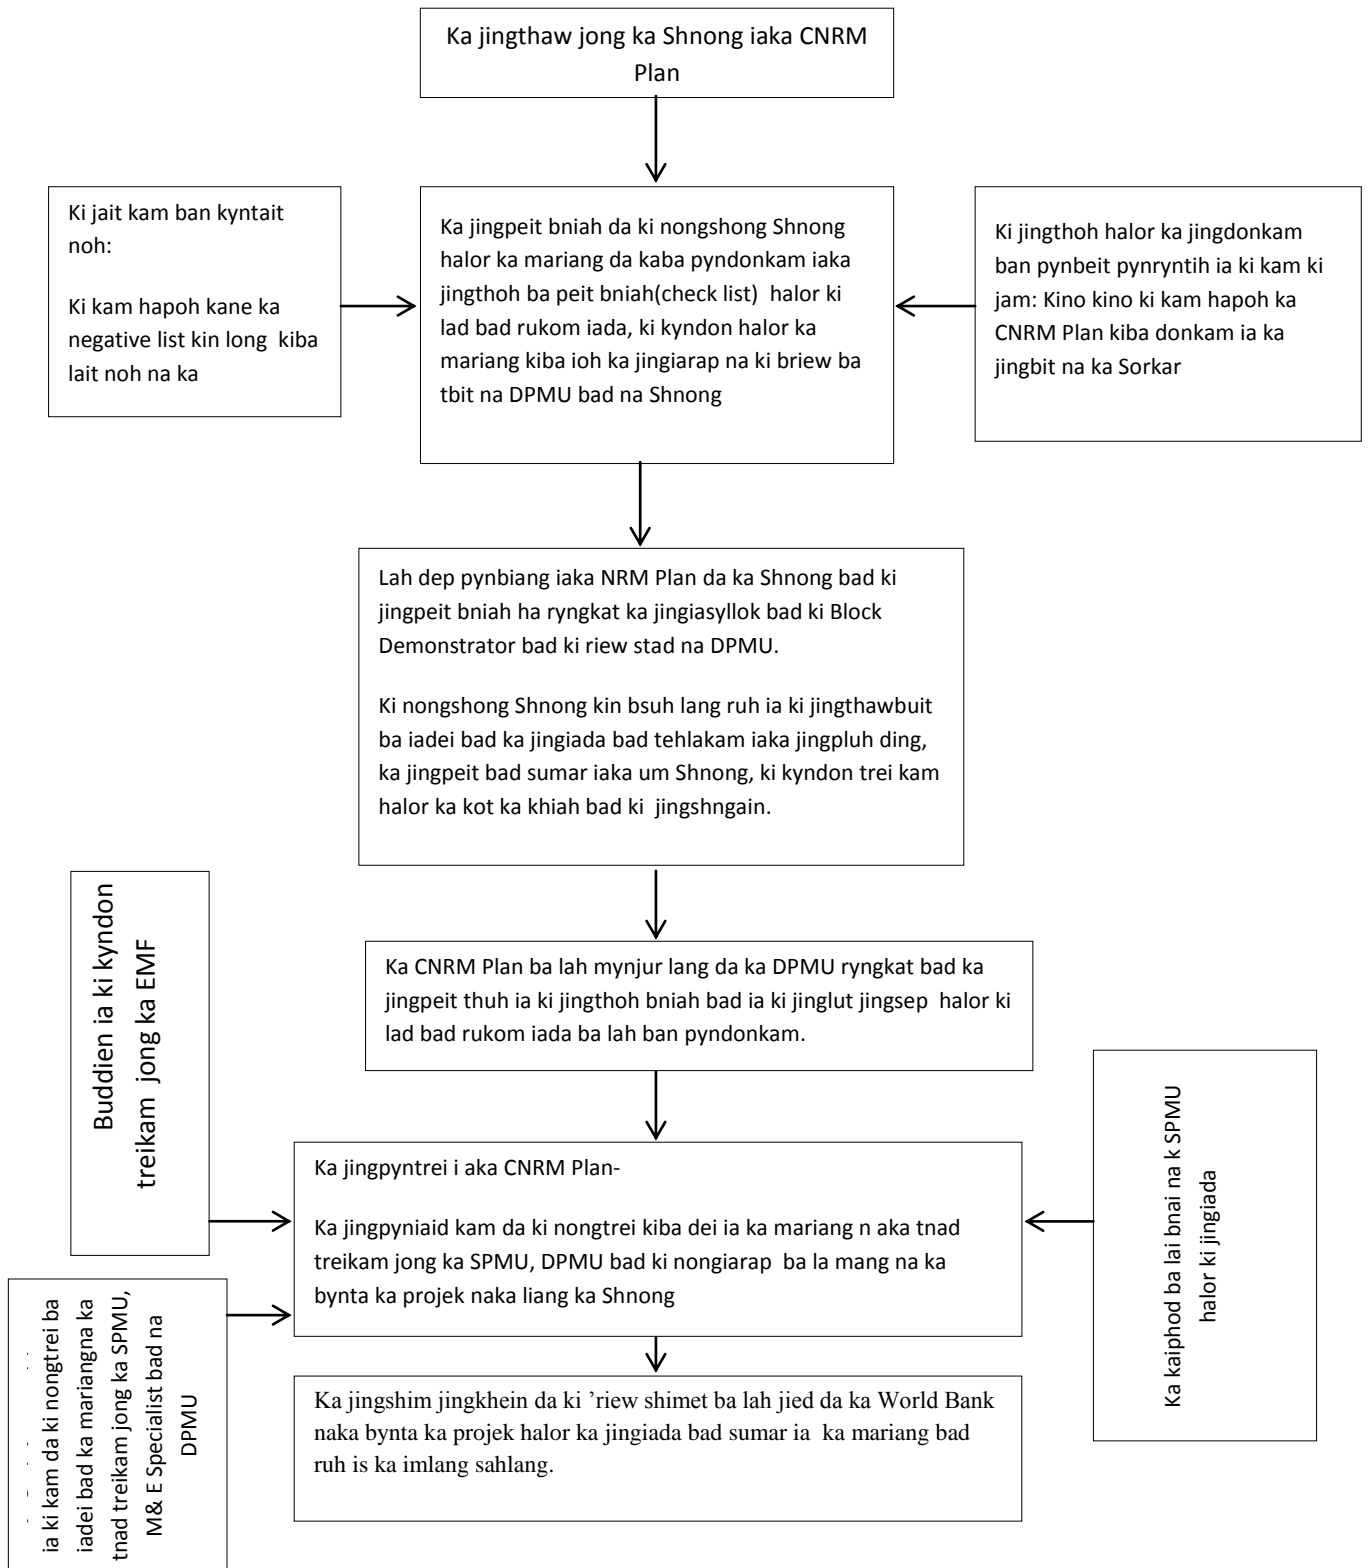 Ka jingthaw jong ka Shnong iaka CNRM
Plan
Ki jait kam ban kyntait
noh:
Ki kam hapoh kane ka
negative list kin long kiba
lait noh na ka
Ka jingpeit bniah da ki nongshong Shnong
halor ka mariang da kaba pyndonkam iaka
jingthoh ba peit bniah(check list) halor ki
lad bad rukom iada, ki kyndon halor ka
mariang kiba ioh ka jingiarap na ki briew ba
tbit na DPMU bad na Shnong
Ki jingthoh halor ka jingdonkam
ban pynbeit pynryntih ia ki kam ki
jam: Kino kino ki kam hapoh ka
CNRM Plan kiba donkam ia ka
jingbit na ka Sorkar
Lah dep pynbiang iaka NRM Plan da ka Shnong bad ki
jingpeit bniah ha ryngkat ka jingiasyllok bad ki Block
Demonstrator bad ki riew stad na DPMU.
Ki nongshong Shnong kin bsuh lang ruh ia ki jingthawbuit
ba iadei bad ka jingiada bad tehlakam iaka jingpluh ding,
ka jingpeit bad sumar iaka um Shnong, ki kyndon trei kam
halor ka kot ka khiah bad ki jingshngain.
Ka CNRM Plan ba lah mynjur lang da ka DPMU ryngkat bad ka
jingpeit thuh ia ki jingthoh bniah bad ia ki jinglut jingsep halor ki
lad bad rukom iada ba lah ban pyndonkam.
Buddien ia ki kyndon
treikam jong ka EMF
Ka jingpyntrei i aka CNRM Plan-
Ka jingpyniaid kam da ki nongtrei kiba dei ia ka mariang n aka tnad
treikam jong ka SPMU, DPMU bad ki nongiarap ba la mang na ka
bynta ka projek naka liang ka Shnong
Ka kaiphod ba lai bnai na k SPMU
halor ki jingiada
ia ki kam da ki nongtrei ba
iadei bad ka mariangna ka
tnad treikam jong ka SPMU,
M& E Specialist bad na
DPMU
Ka jingshim jingkhein da ki ’riew shimet ba lah jied da ka World Bank
naka bynta ka projek halor ka jingiada bad sumar ia ka mariang bad
ruh is ka imlang sahlang.